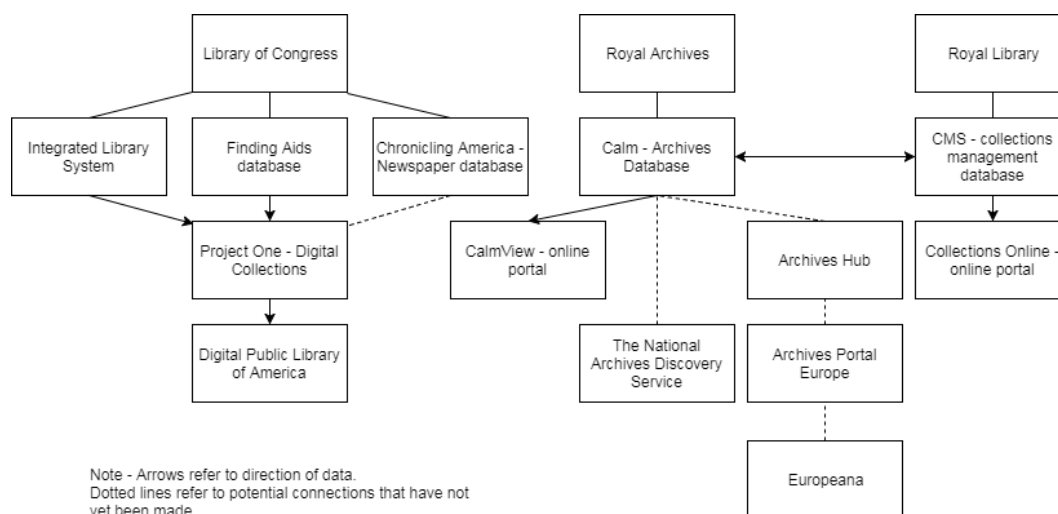 Library of Congress
Royal Archives
Royal Library
Integrated Library
System
Finding Aids
database
Chronicling America -
Newspaper database
Calm - Archives
Database
CMS - collections
management
database
Project One - Digital
Collections
CalmView - online
portal
Archives Hub
Collections Online -
online portal
Digital Public Library
of America
The National
Archives Discovery
Service
Archives Portal
Europe
Europeana
Note - Arrows refer to direction of data.
Dotted lines refer to potential connections that have not
yet been made